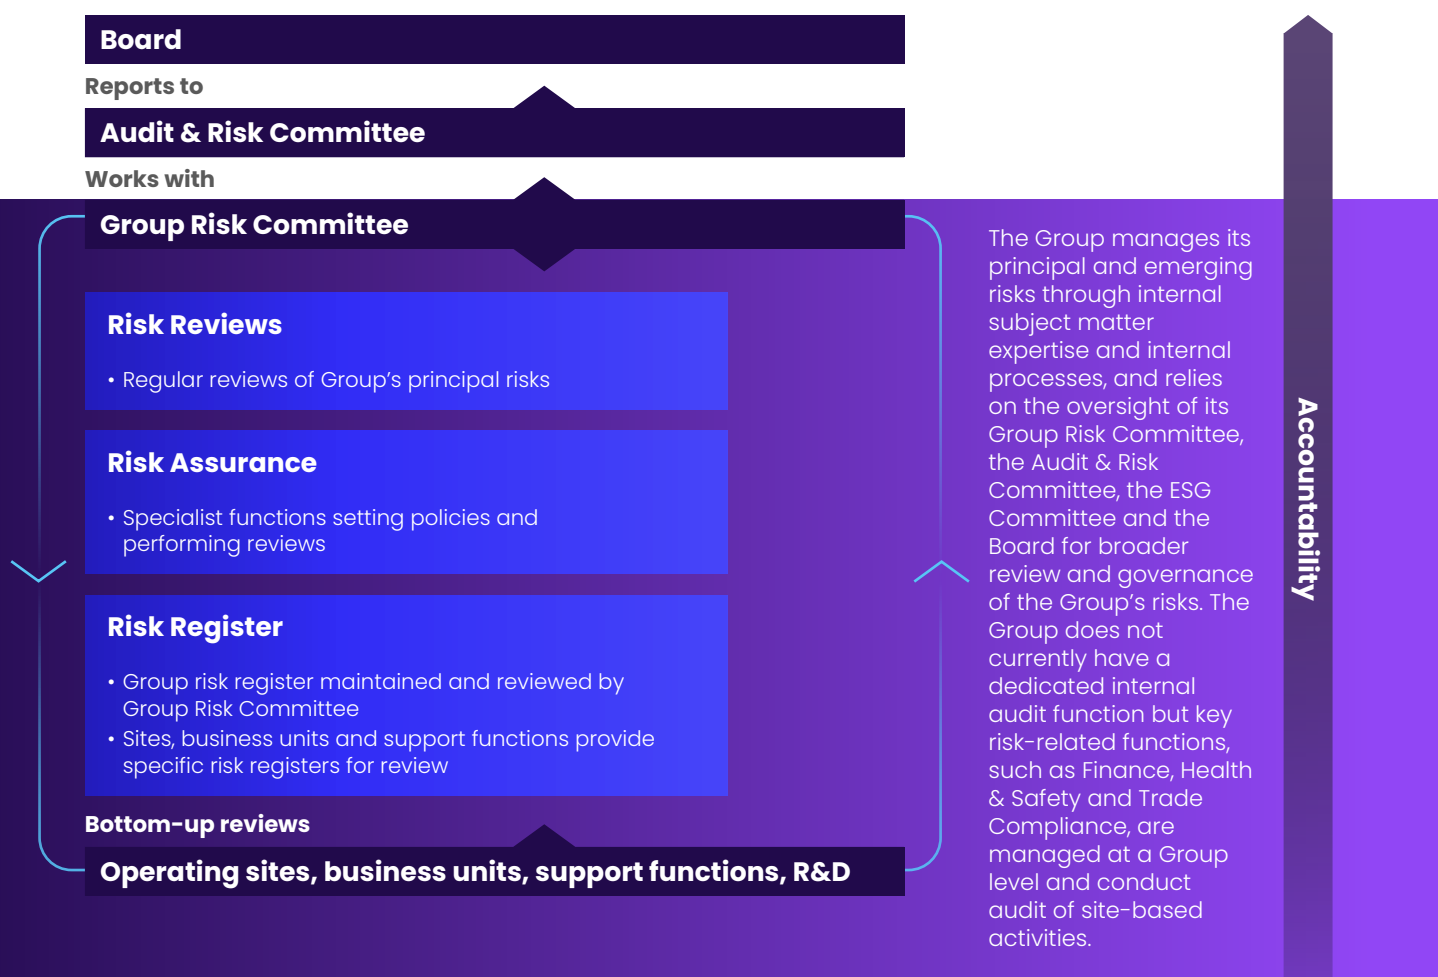 Board
Reports to
Audit & Risk Committee
Works with
Group Risk Committee
Risk Reviews
• Regular reviews of Group’s principal risks
Risk Assurance
• Specialist functions setting policies and
performing reviews
Risk Register
• Group risk register maintained and reviewed by
Group Risk Committee
• Sites, business units and support functions provide
specific risk registers for review
Bottom-up reviews
Operating sites, business units, support functions, R&D
The Group manages its
principal and emerging
risks through internal
subject matter
expertise and internal
processes, and relies
on the oversight of its
Group Risk Committee,
the Audit & Risk
Committee, the ESG
Committee and the
Board for broader
review and governance
of the Group’s risks. The
Group does not
currently have a
dedicated internal
audit function but key
risk-related functions,
such as Finance, Health
& Safety and Trade
Compliance, are
managed at a Group
level and conduct
audit of site-based
activities.
Accountability